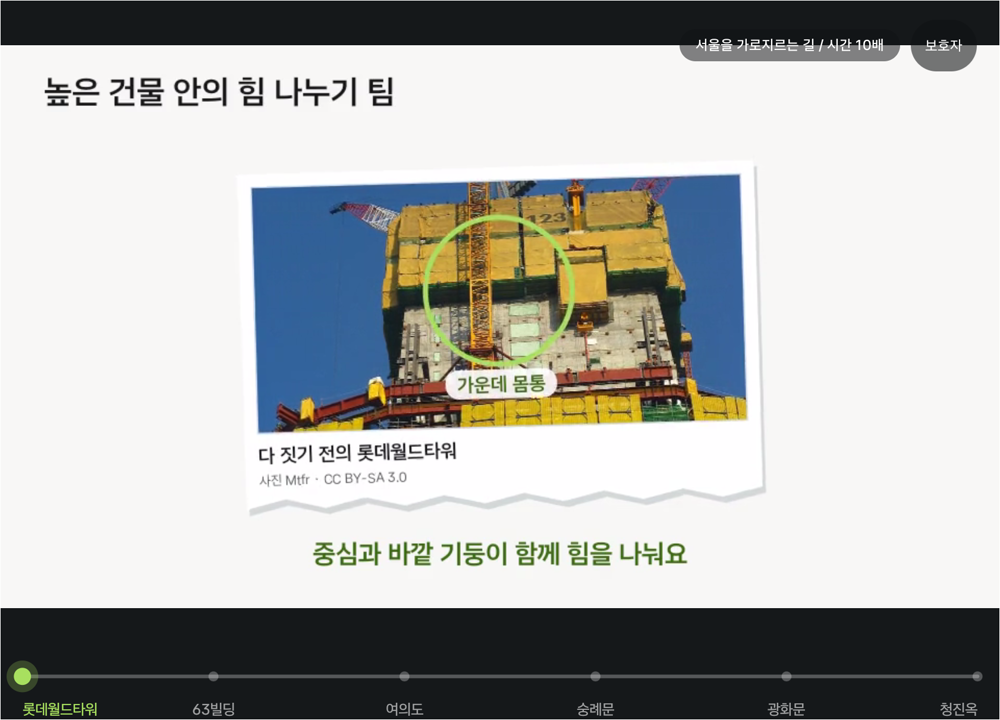 서울을 가로지르는 길 / 시간 10배
보호자
높은 건물 안의 힘 나누기 팀
123
가운데 몸통
다 짓기 전의 롯데월드타워
사진 Mtfr · CC BY-SA 3.0
중심과 바깥 기둥이 함께 힘을 나눠요
롯데월드타워
63빌딩
여의도
숭례문
광화문
청진옥